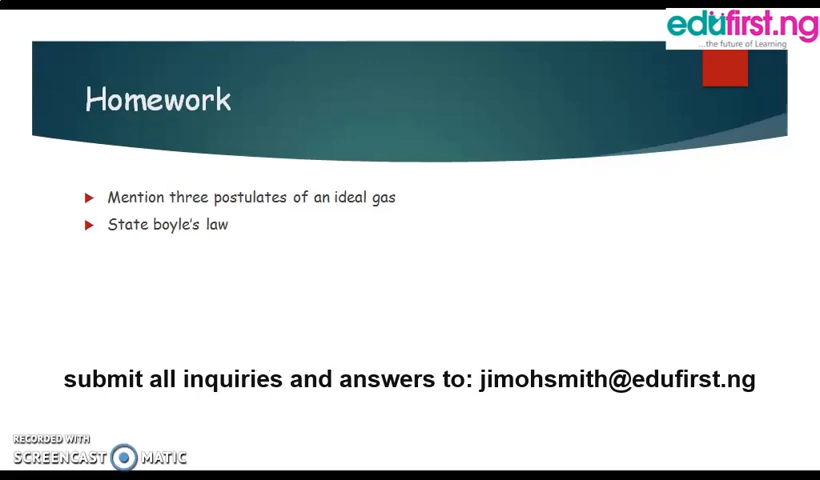 edufirst.ng
...the future of Learning
Homework
Mention three postulates of an ideal gas
State boyle's law
submit all inquiries and answers to: jimohsmith@edufirst.ng
RECORDED WITH
SCREENCAST MATIC